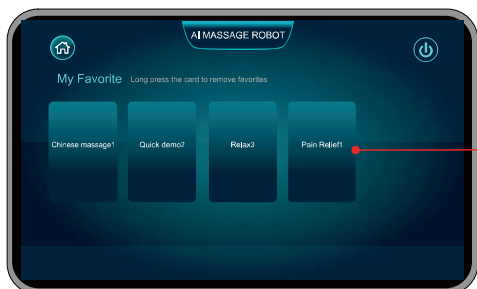 AI MASSAGE ROBOT
My Favorite Long press the card to remove favorites
Chinese massage1 Quick demo2 Relax3 Pain Relief1